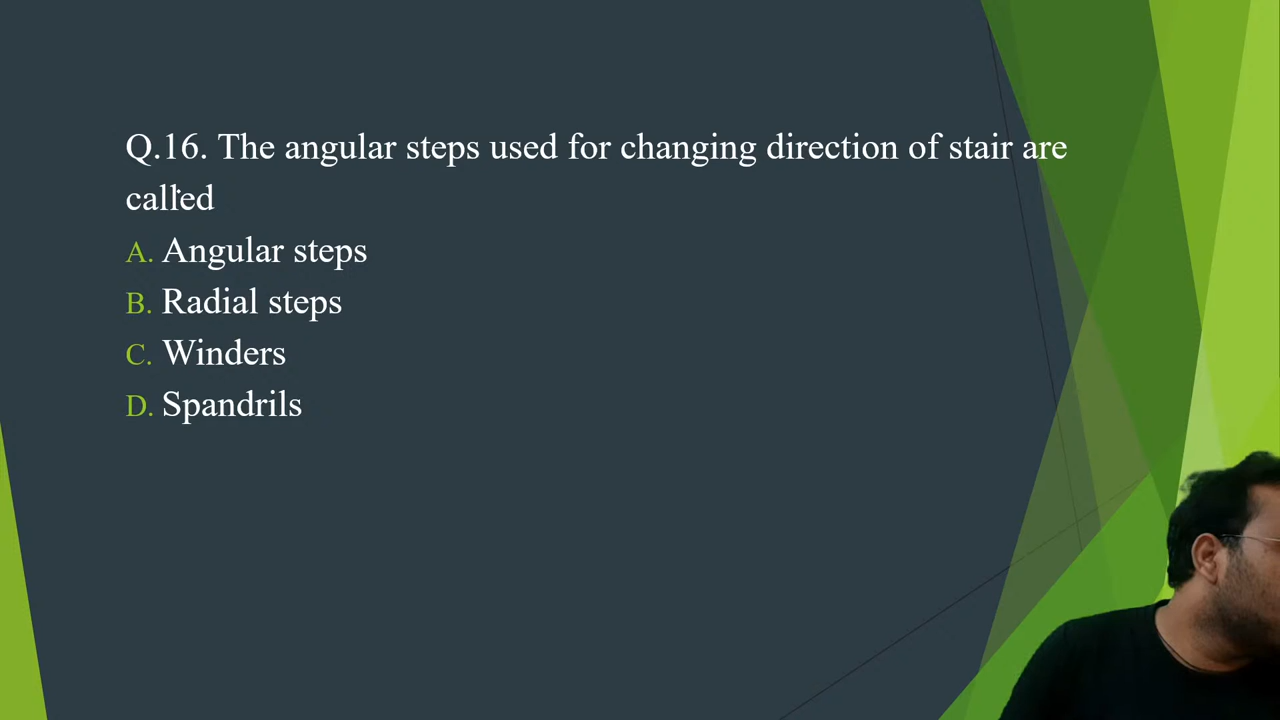 Q.16. The angular steps used for changing direction of stair are
called
A. Angular steps
B. Radial steps
C. Winders
D. Spandrils